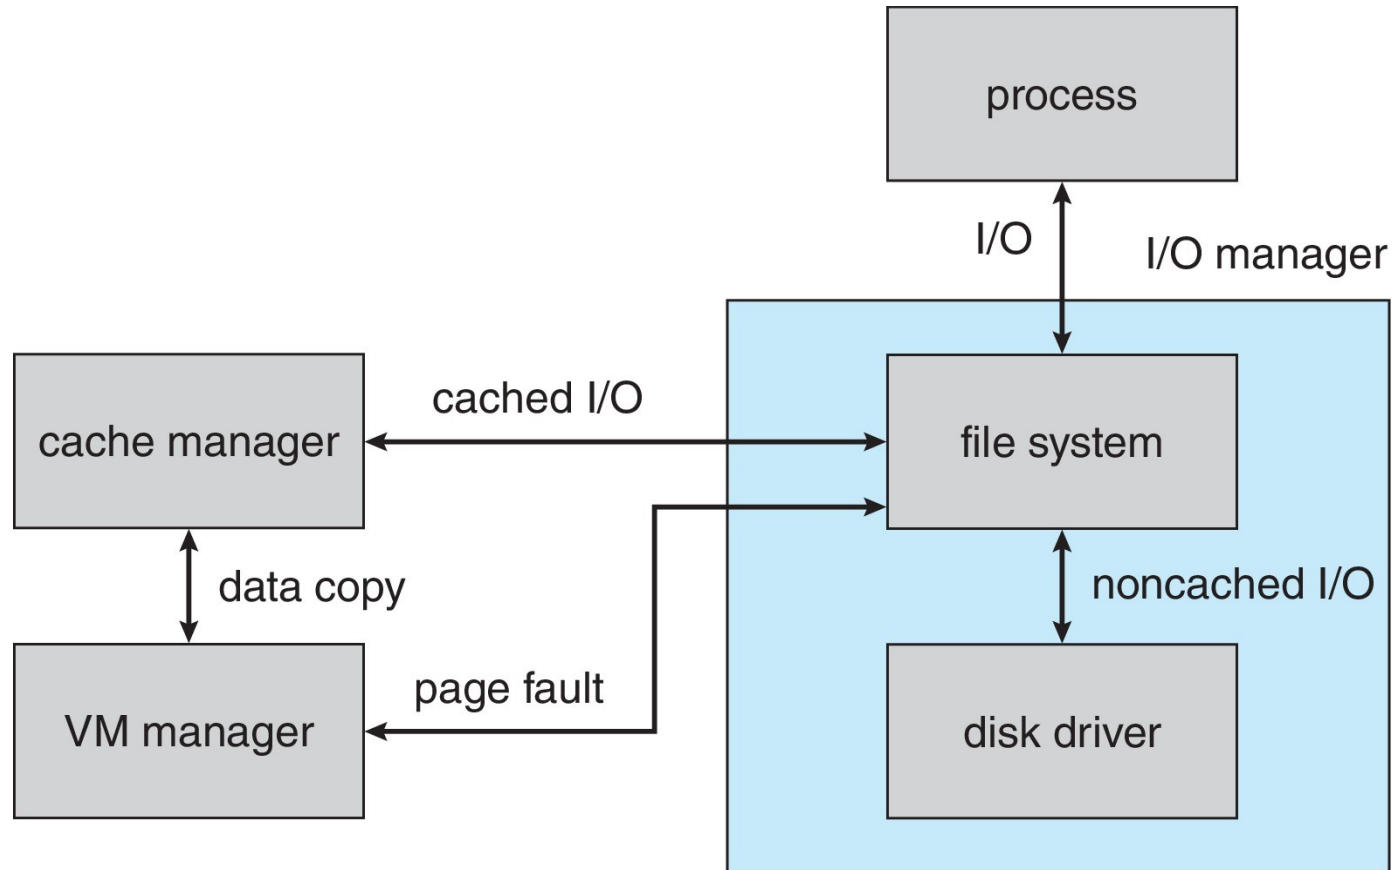 process
I/O
I/O manager
cached I/O
cache manager
file system
data copy
noncached I/O
page fault
VM manager
disk driver